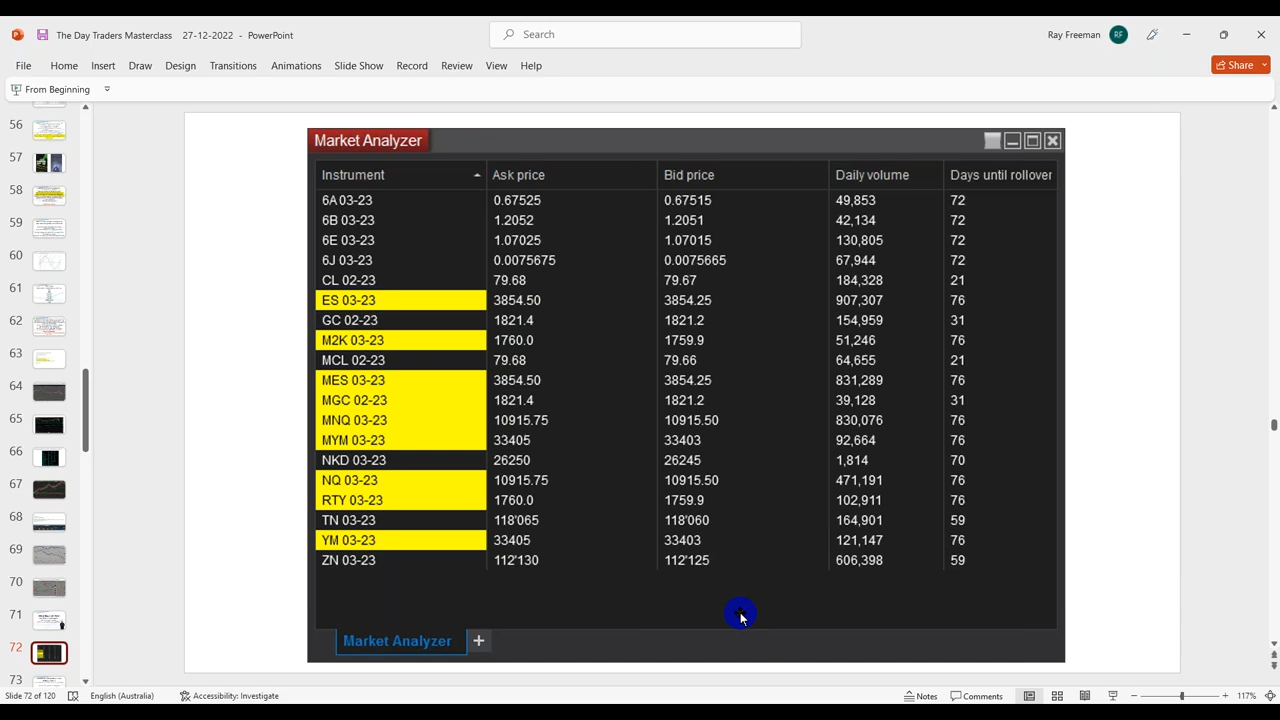 The Day Traders Masterclass 27-12-2022 - PowerPoint
Search
Ray Freeman RF
File Home Insert Draw Design Transitions Animations Slide Show Record Review View Help
Share
From Beginning
56
57
58
59
60
61
62
63
64
65
66
67
68
69
70
71
72
73
Market Analyzer
Instrument Ask price Bid price Daily volume Days until rollover
6A 03-23 0.67525 0.67515 49,853 72
6B 03-23 1.2052 1.2051 42,134 72
6E 03-23 1.07025 1.07015 130,805 72
6J 03-23 0.0075675 0.0075665 67,944 72
CL 02-23 79.68 79.67 184,328 21
ES 03-23 3854.50 3854.25 907,307 76
GC 02-23 1821.4 1821.2 154,959 31
M2K 03-23 1760.0 1759.9 51,246 76
MCL 02-23 79.68 79.66 64,655 21
MES 03-23 3854.50 3854.25 831,289 76
MGC 02-23 1821.4 1821.2 39,128 31
MNQ 03-23 10915.75 10915.50 830,076 76
MYM 03-23 33405 33403 92,664 76
NKD 03-23 26250 26245 1,814 70
NQ 03-23 10915.75 10915.50 471,191 76
RTY 03-23 1760.0 1759.9 102,911 76
TN 03-23 118'065 118'060 164,901 59
YM 03-23 33405 33403 121,147 76
ZN 03-23 112'130 112'125 606,398 59
Market Analyzer +
Slide 72 of 120 English (Australia) Accessibility: Investigate Notes Comments 117%